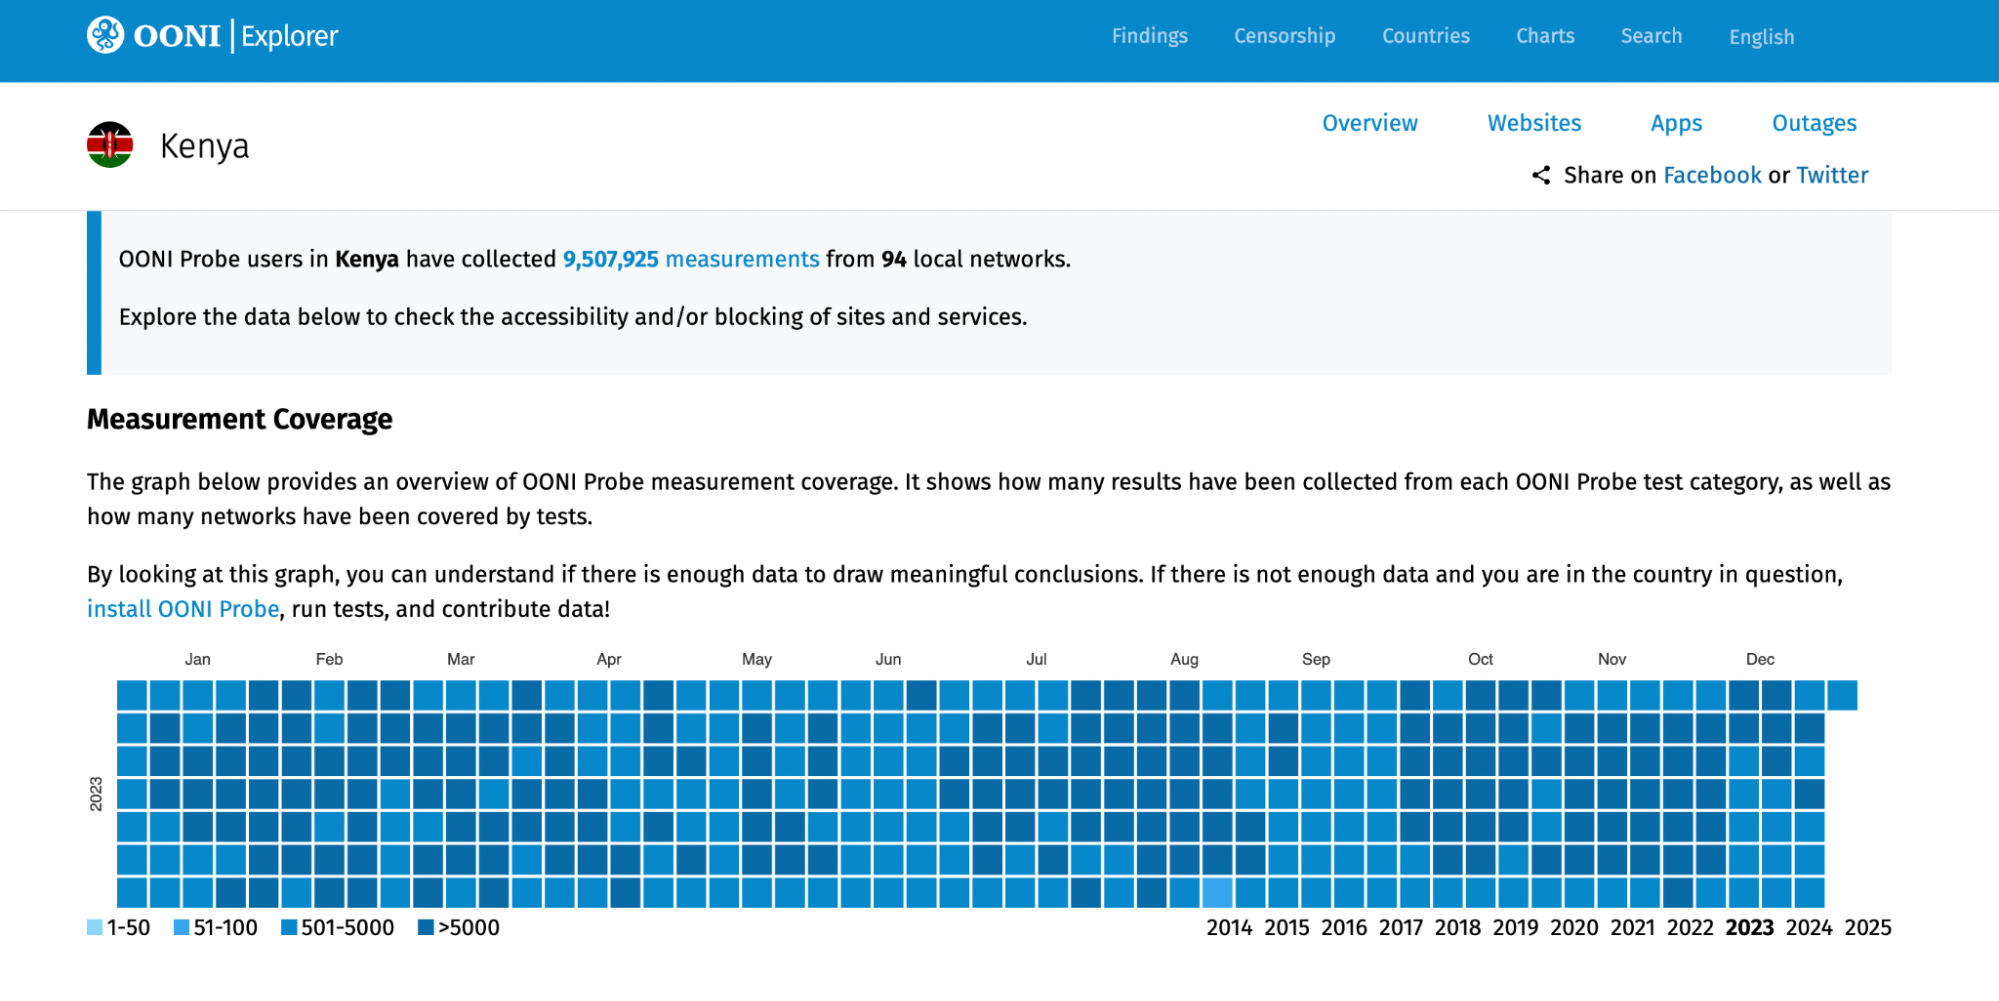 OONI Explorer
Findings Censorship Countries Charts Search English
Kenya
Overview Websites Apps Outages
Share on Facebook or Twitter
OONI Probe users in Kenya have collected 9,507,925 measurements from 94 local networks.
Explore the data below to check the accessibility and/or blocking of sites and services.
Measurement Coverage
The graph below provides an overview of OONI Probe measurement coverage. It shows how many results have been collected from each OONI Probe test category, as well as
how many networks have been covered by tests.
By looking at this graph, you can understand if there is enough data to draw meaningful conclusions. If there is not enough data and you are in the country in question,
install OONI Probe, run tests, and contribute data!
Jan Feb Mar Apr May Jun Jul Aug Sep Oct Nov Dec
2023
1-50 51-100 501-5000 >5000
2014 2015 2016 2017 2018 2019 2020 2021 2022 2023 2024 2025